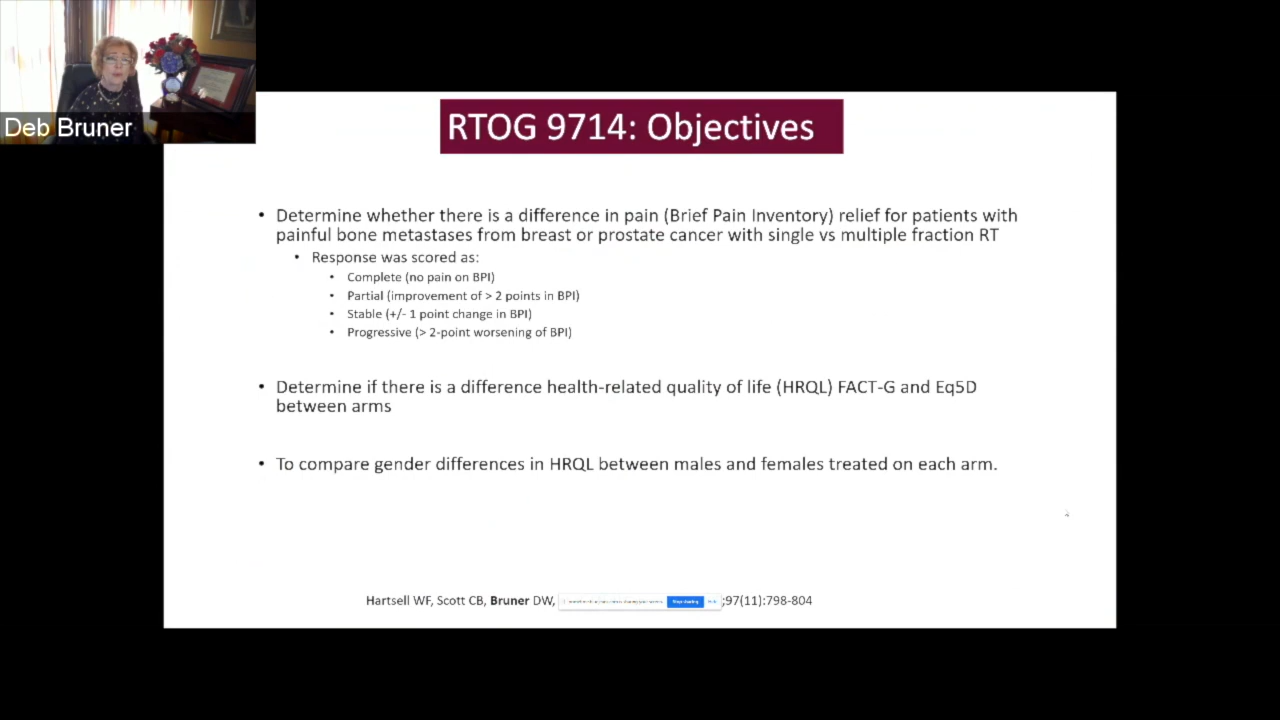 Deb Bruner
RTOG 9714: Objectives
• Determine whether there is a difference in pain (Brief Pain Inventory) relief for patients with
painful bone metastases from breast or prostate cancer with single vs multiple fraction RT
• Response was scored as:
• Complete (no pain on BPI)
• Partial (improvement of > 2 points in BPI)
• Stable (+/- 1 point change in BPI)
• Progressive (> 2-point worsening of BPI)
• Determine if there is a difference health-related quality of life (HRQL) FACT-G and Eq5D
between arms
• To compare gender differences in HRQL between males and females treated on each arm.
Hartsell WF, Scott CB, Bruner DW, Stop sharing Hide ;97(11):798-804